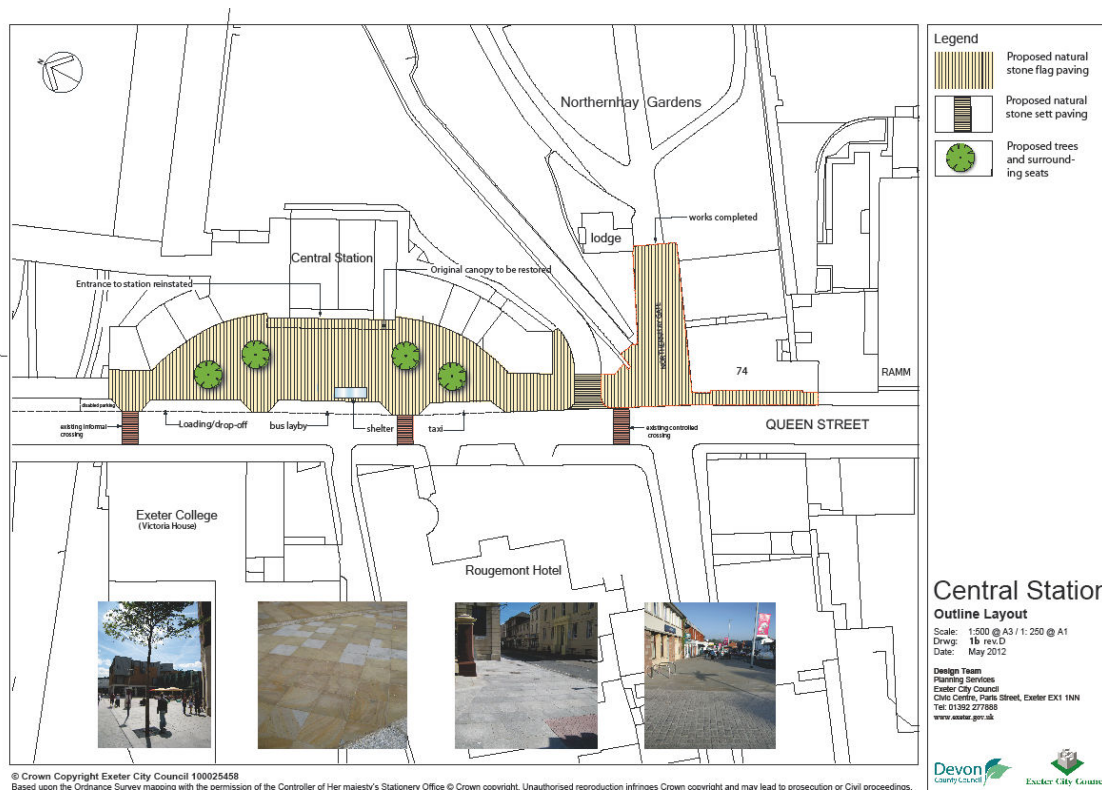 Legend
Proposed natural
stone flag paving
Proposed natural
stone sett paving
Proposed trees
and surround-
ing seats
Northernhay Gardens
works completed
lodge
Central Station
Original canopy to be restored
Entrance to station reinstated
NORTHERNHAY GATE
74
RAMM
disabled parking
QUEEN STREET
existing informal
crossing
Loading/drop-off
bus layby
shelter
taxi
existing controlled
crossing
Exeter College
(Victoria House)
Rougemont Hotel
Central Station
Outline Layout
Scale: 1:500 @ A3 / 1: 250 @ A1
Drwg: 1b rev.D
Date: May 2012
Design Team
Planning Services
Exeter City Council
Civic Centre, Paris Street, Exeter EX1 1NN
Tel: 01392 277888
www.exeter.gov.uk
Devon
County Council
Exeter City Counc
© Crown Copyright Exeter City Council 100025458
Based upon the Ordnance Survey mapping with the permission of the Controller of Her majesty's Stationery Office © Crown copyright. Unauthorised reproduction infringes Crown copyright and may lead to prosecution or Civil proceedings.